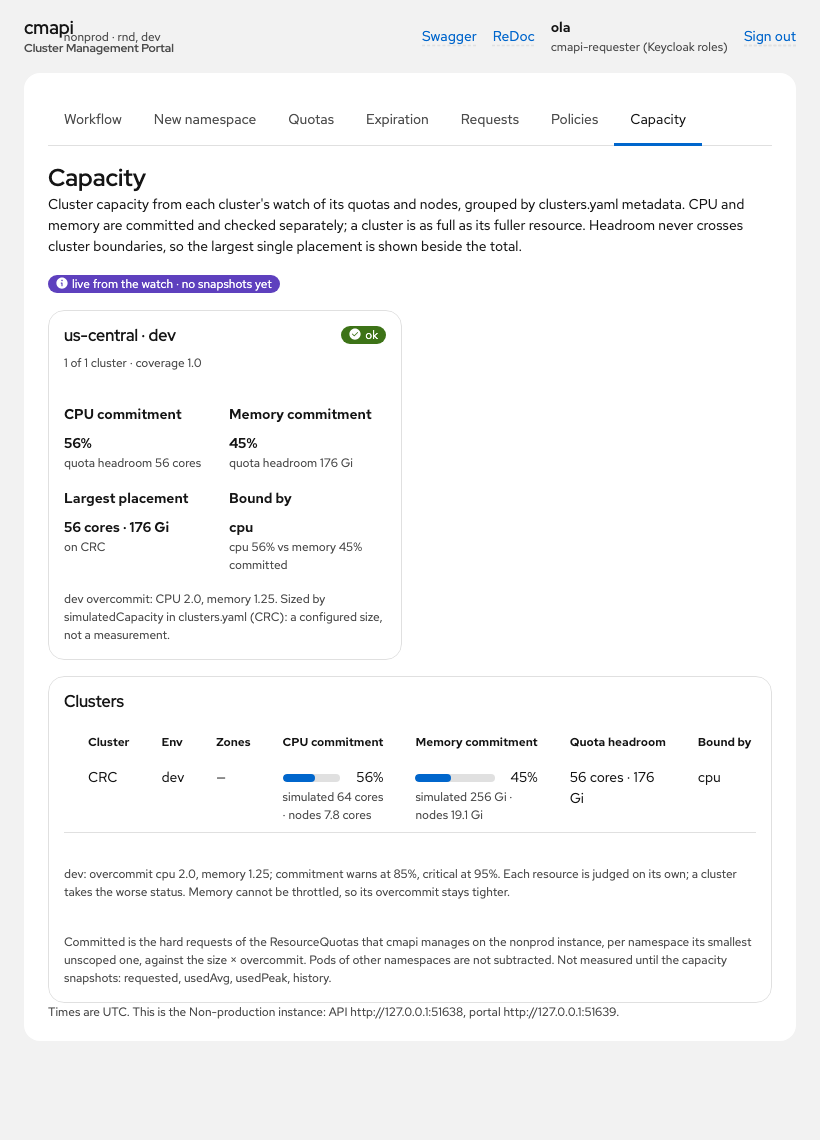 cmapi
nonprod · rnd, dev
Cluster Management Portal
Swagger
ReDoc
ola
cmapi-requester (Keycloak roles)
Sign out
Workflow
New namespace
Quotas
Expiration
Requests
Policies
Capacity
Capacity
Cluster capacity from each cluster's watch of its quotas and nodes, grouped by clusters.yaml metadata. CPU and
memory are committed and checked separately; a cluster is as full as its fuller resource. Headroom never crosses
cluster boundaries, so the largest single placement is shown beside the total.
live from the watch · no snapshots yet
us-central · dev
ok
1 of 1 cluster · coverage 1.0
CPU commitment
Memory commitment
56%
45%
quota headroom 56 cores
quota headroom 176 Gi
Largest placement
Bound by
56 cores · 176 Gi
cpu
on CRC
cpu 56% vs memory 45%
committed
dev overcommit: CPU 2.0, memory 1.25. Sized by
simulatedCapacity in clusters.yaml (CRC): a configured size,
not a measurement.
Clusters
Cluster
Env
Zones
CPU commitment
Memory commitment
Quota headroom
Bound by
CRC
dev
—
56%
simulated 64 cores
· nodes 7.8 cores
45%
simulated 256 Gi ·
nodes 19.1 Gi
56 cores · 176
Gi
cpu
dev: overcommit cpu 2.0, memory 1.25; commitment warns at 85%, critical at 95%. Each resource is judged on its own; a cluster
takes the worse status. Memory cannot be throttled, so its overcommit stays tighter.
Committed is the hard requests of the ResourceQuotas that cmapi manages on the nonprod instance, per namespace its smallest
unscoped one, against the size × overcommit. Pods of other namespaces are not subtracted. Not measured until the capacity
snapshots: requested, usedAvg, usedPeak, history.
Times are UTC. This is the Non-production instance: API http://127.0.0.1:51638, portal http://127.0.0.1:51639.